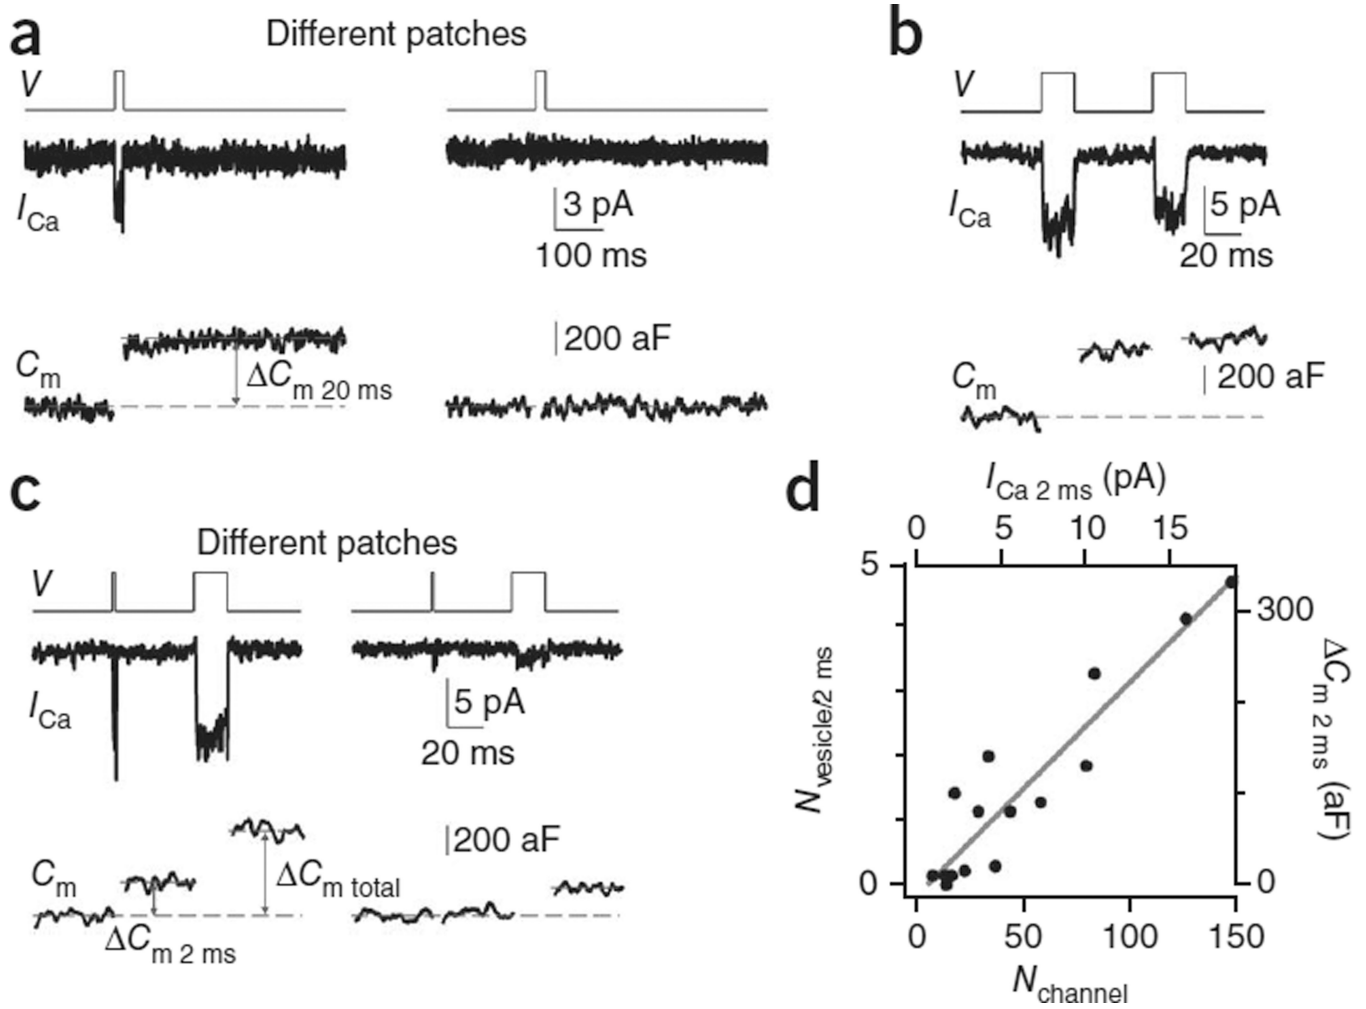 a
Different patches
V
I Ca
3 pA
100 ms
C m
ΔC m 20 ms
200 aF
b
V
I Ca
5 pA
20 ms
C m
200 aF
c
Different patches
V
I Ca
5 pA
20 ms
C m
ΔC m 2 ms
ΔC m total
200 aF
d
I Ca 2 ms (pA)
0 5 10 15
5
0
N vesicle/2 ms
300
0
ΔC m 2 ms (aF)
0 50 100 150
N channel